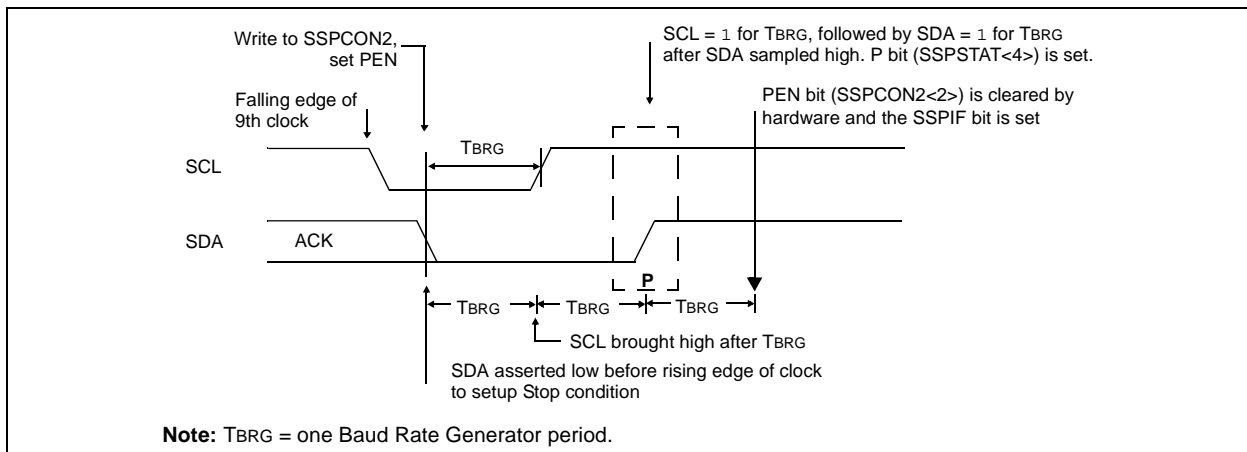 Write to SSPCON2,
set PEN
SCL = 1 for TBRG, followed by SDA = 1 for TBRG
after SDA sampled high. P bit (SSPSTAT<4>) is set.
PEN bit (SSPCON2<2>) is cleared by
hardware and the SSPIF bit is set
Falling edge of
9th clock
TBRG
SCL
SDA
ACK
P
TBRG
TBRG
TBRG
SCL brought high after TBRG
SDA asserted low before rising edge of clock
to setup Stop condition
Note: TBRG = one Baud Rate Generator period.